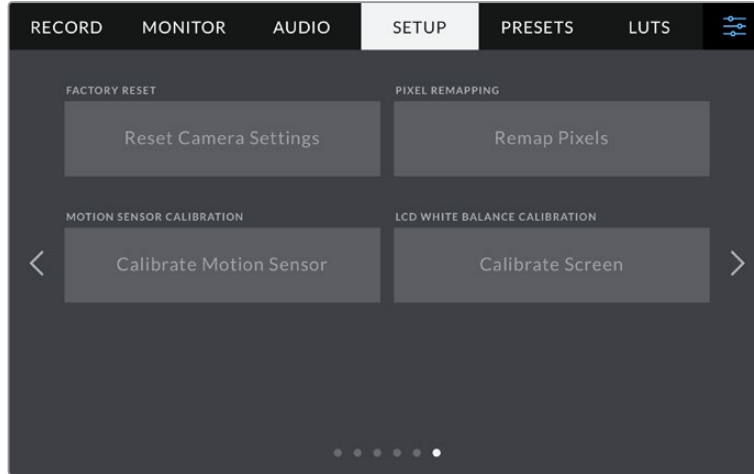 RECORD MONITOR AUDIO SETUP PRESETS LUTS
FACTORY RESET PIXEL REMAPPING
Reset Camera Settings Remap Pixels
MOTION SENSOR CALIBRATION LCD WHITE BALANCE CALIBRATION
Calibrate Motion Sensor Calibrate Screen